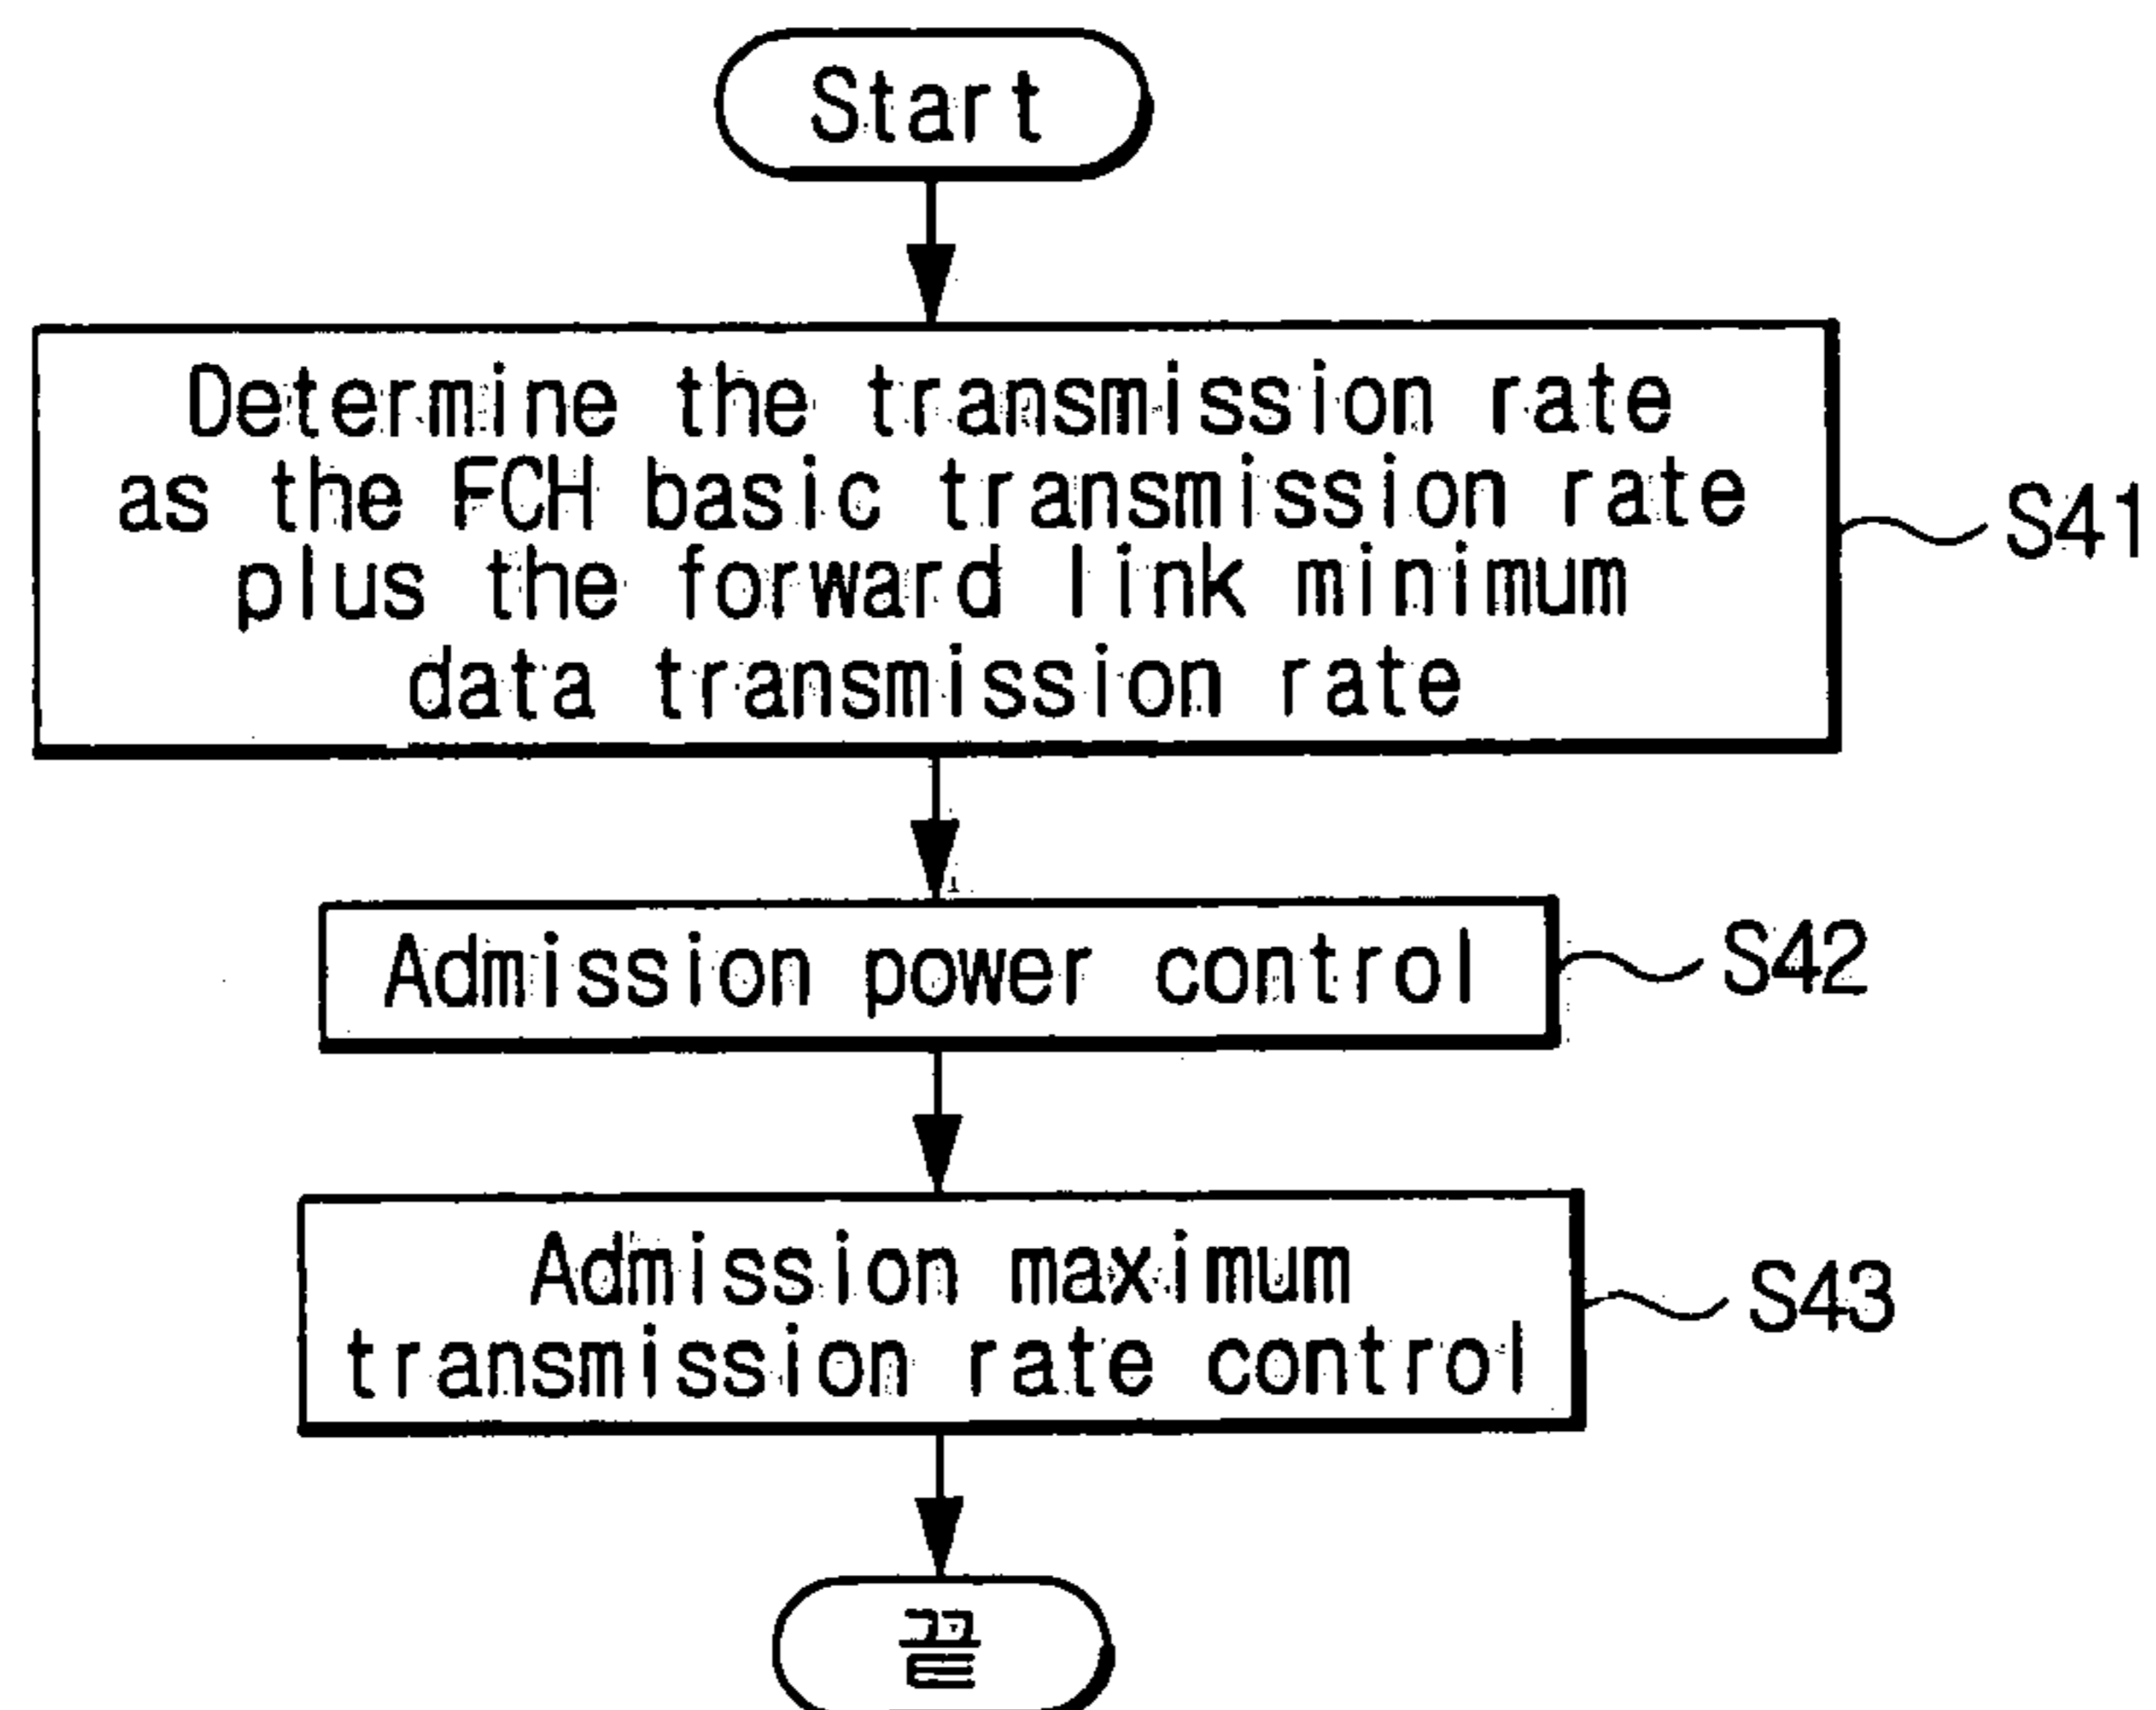 Start
Determine the transmission rate
as the FCH basic transmission rate
plus the forward link minimum
data transmission rate
S41
Admission power control
S42
Admission maximum
transmission rate control
S43
끝